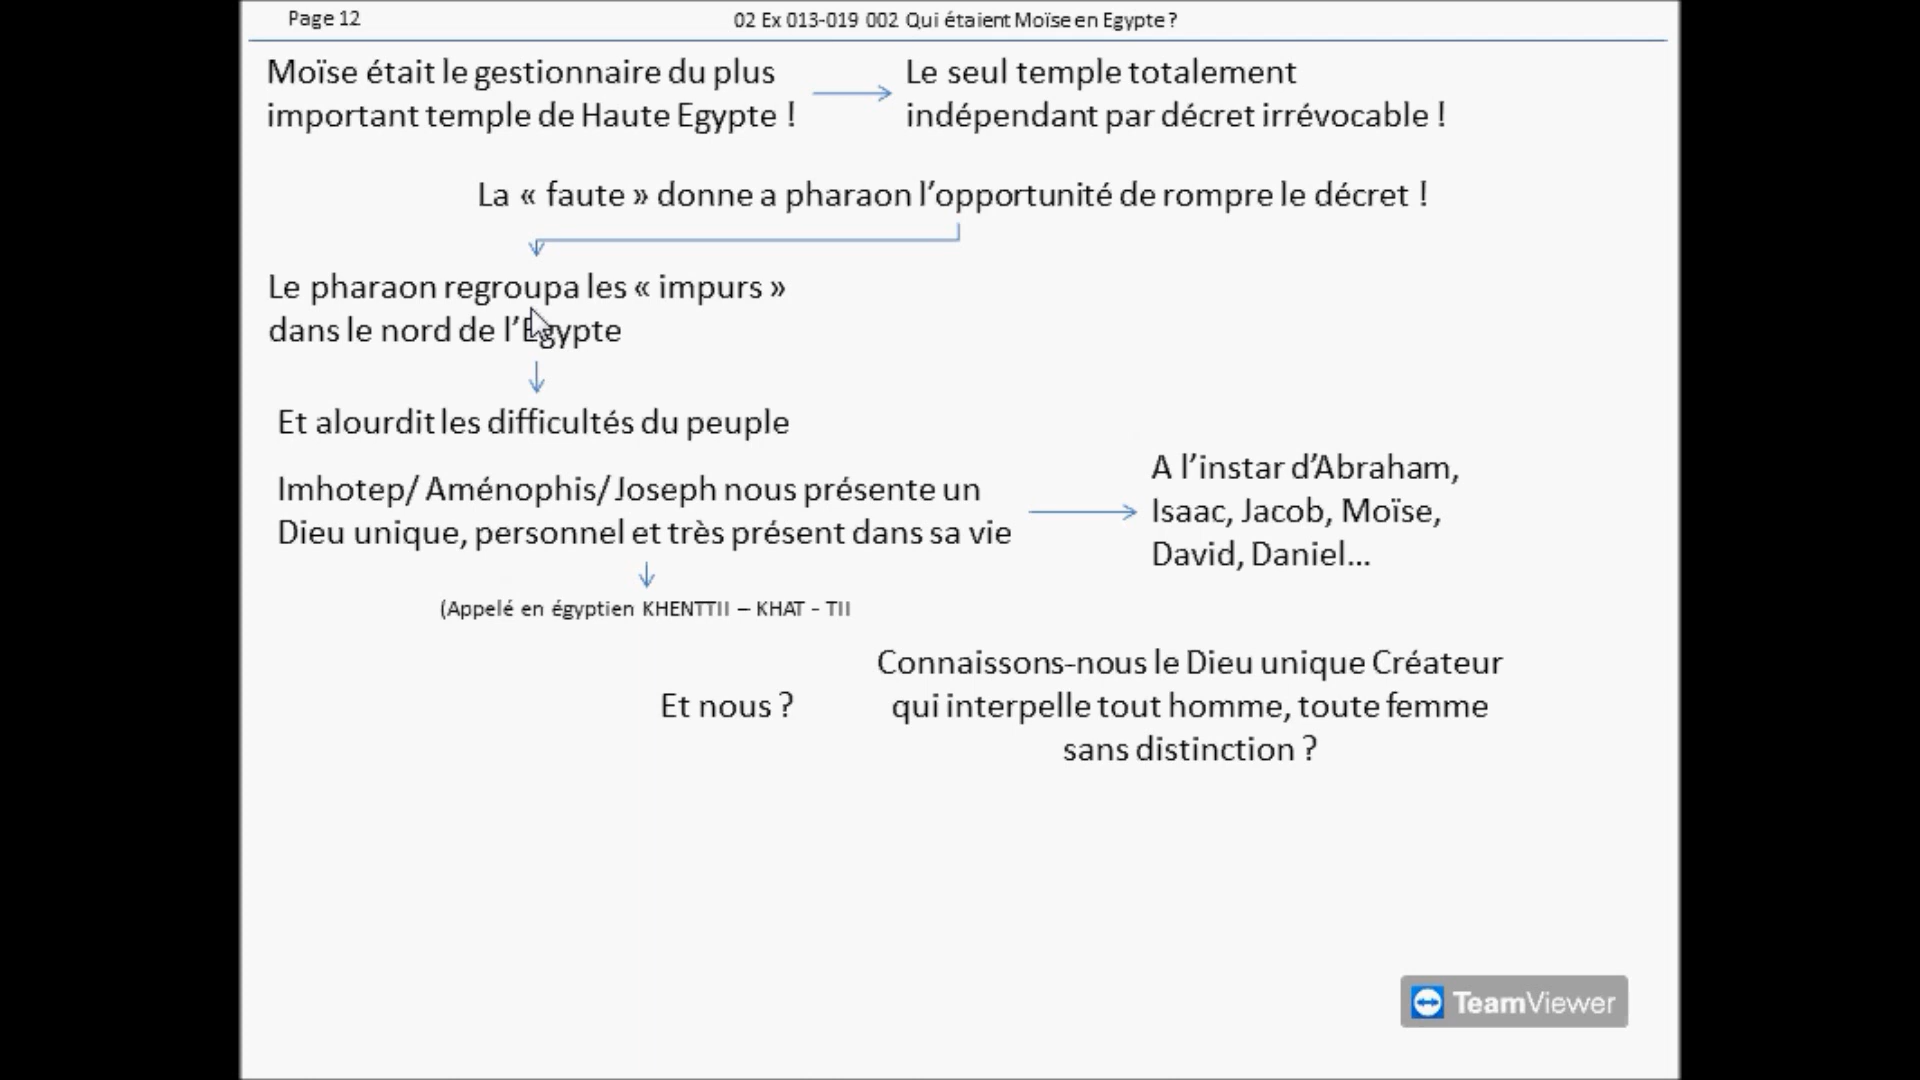 Page 12
02 Ex 013-019 002 Qui étaient Moïse en Egypte ?
Moïse était le gestionnaire du plus
important temple de Haute Egypte !
Le seul temple totalement
indépendant par décret irrévocable !
La « faute » donne a pharaon l’opportunité de rompre le décret !
Le pharaon regroupa les « impurs »
dans le nord de l’Egypte
Et alourdit les difficultés du peuple
Imhotep/ Aménophis/ Joseph nous présente un
Dieu unique, personnel et très présent dans sa vie
A l’instar d’Abraham,
Isaac, Jacob, Moïse,
David, Daniel…
(Appelé en égyptien KHENTTII – KHAT - TII
Et nous ?
Connaissons-nous le Dieu unique Créateur
qui interpelle tout homme, toute femme
sans distinction ?
TeamViewer